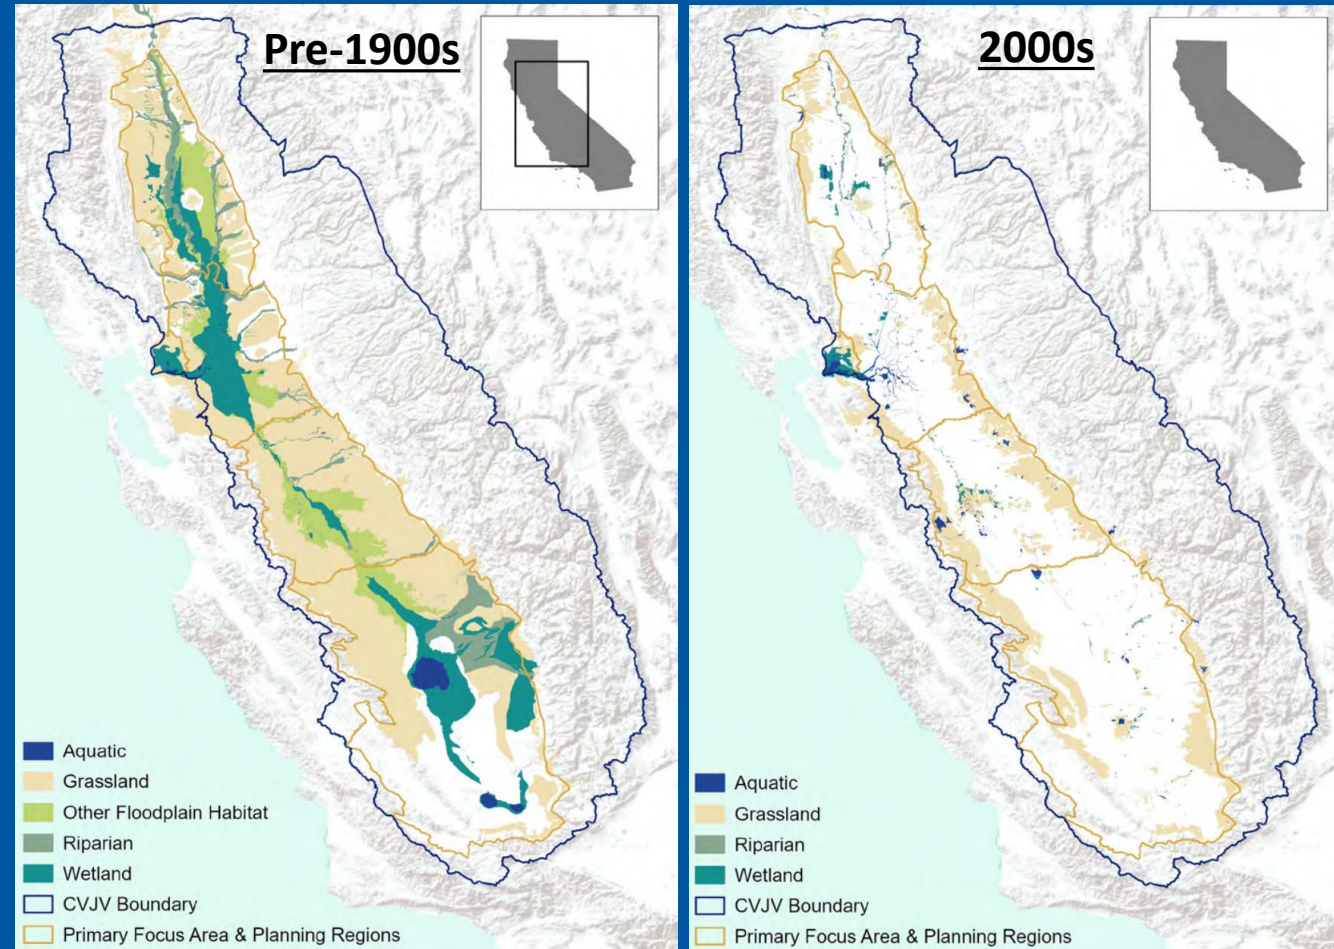 Pre-1900s
Aquatic
Grassland
Other Floodplain Habitat
Riparian
Wetland
CVJV Boundary
Primary Focus Area & Planning Regions
2000s
Aquatic
Grassland
Riparian
Wetland
CVJV Boundary
Primary Focus Area & Planning Regions